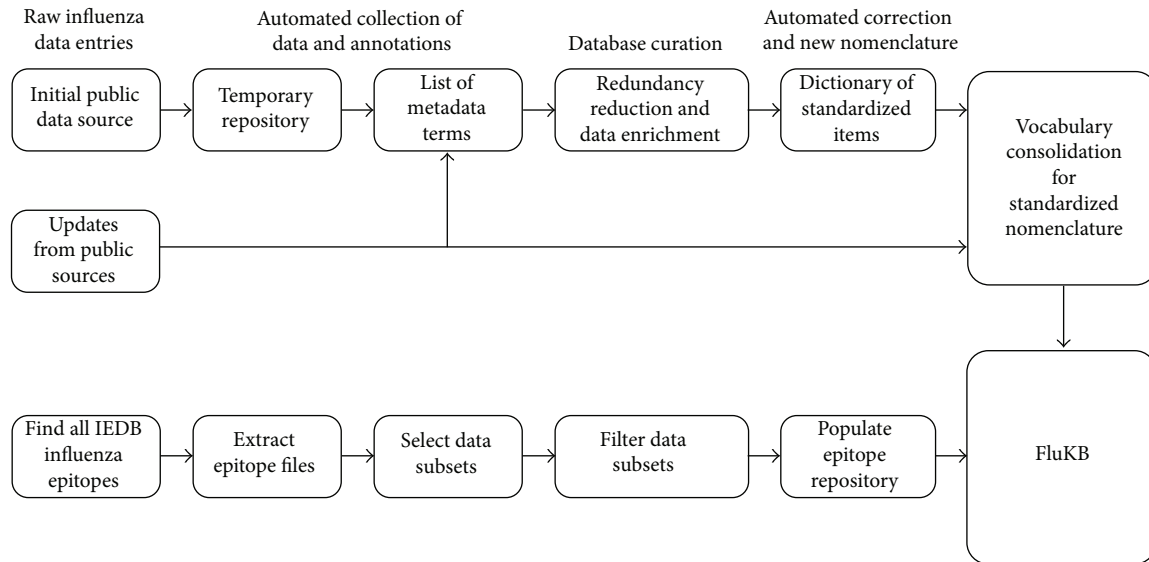 Raw influenza
data entries
Automated collection of
data and annotations
Database curation
Automated correction
and new nomenclature
Initial public
data source
Temporary
repository
List of
metadada
terms
Redundancy
reduction and
data enrichment
Dictionary of
standardized
items
Vocabulary
consolidation
for
standardized
nomenclature
Updates
from public
sources
Find all IEDB
influenza
epitopes
Extract
epitope files
Select data
subsets
Filter data
subsets
Populate
epitope
repository
FluKB